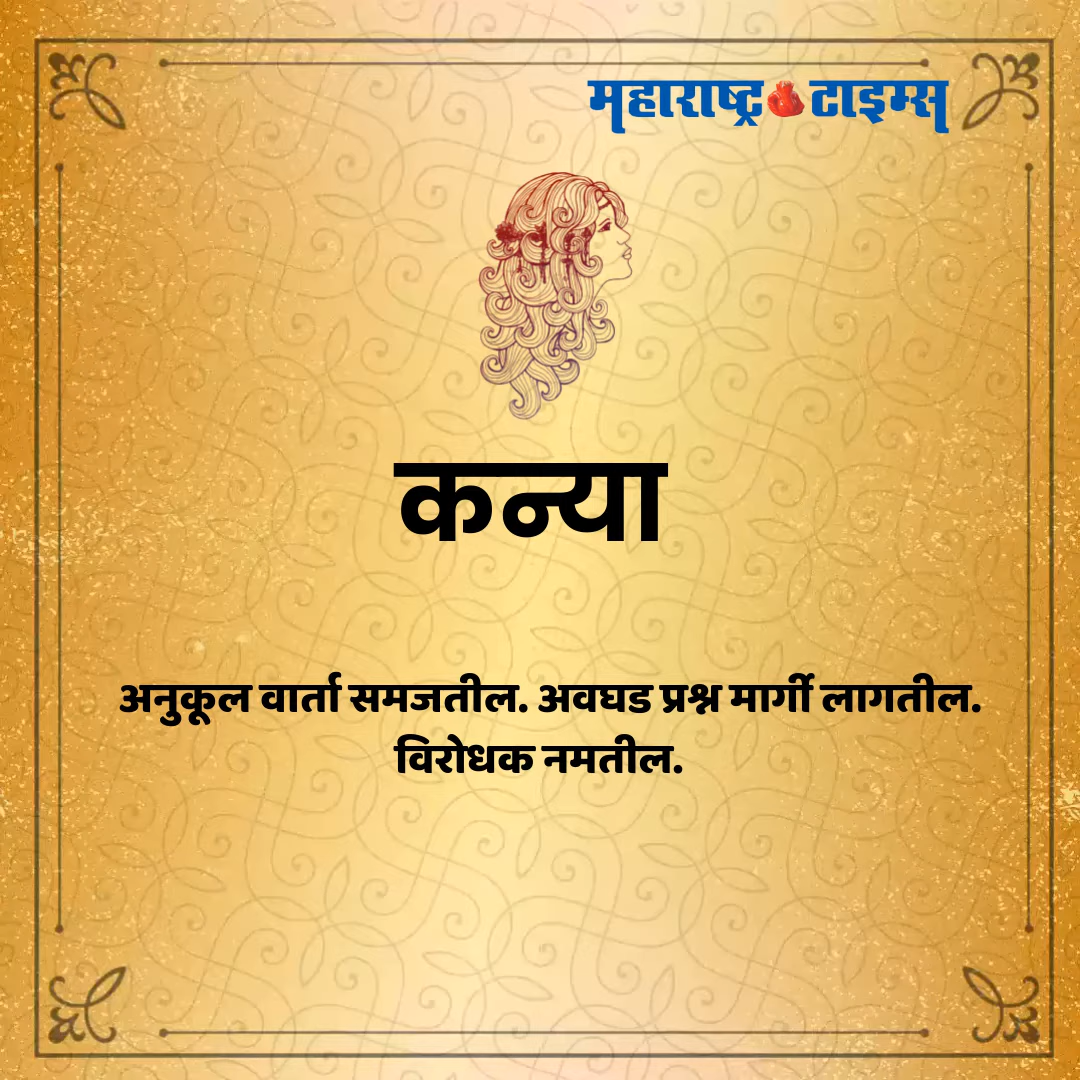 महाराष्ट्र टाइम्स
कन्या
अनुकूल वार्ता समजतील. अवघड प्रश्न मार्गी लागतील.
विरोधक नमतील.